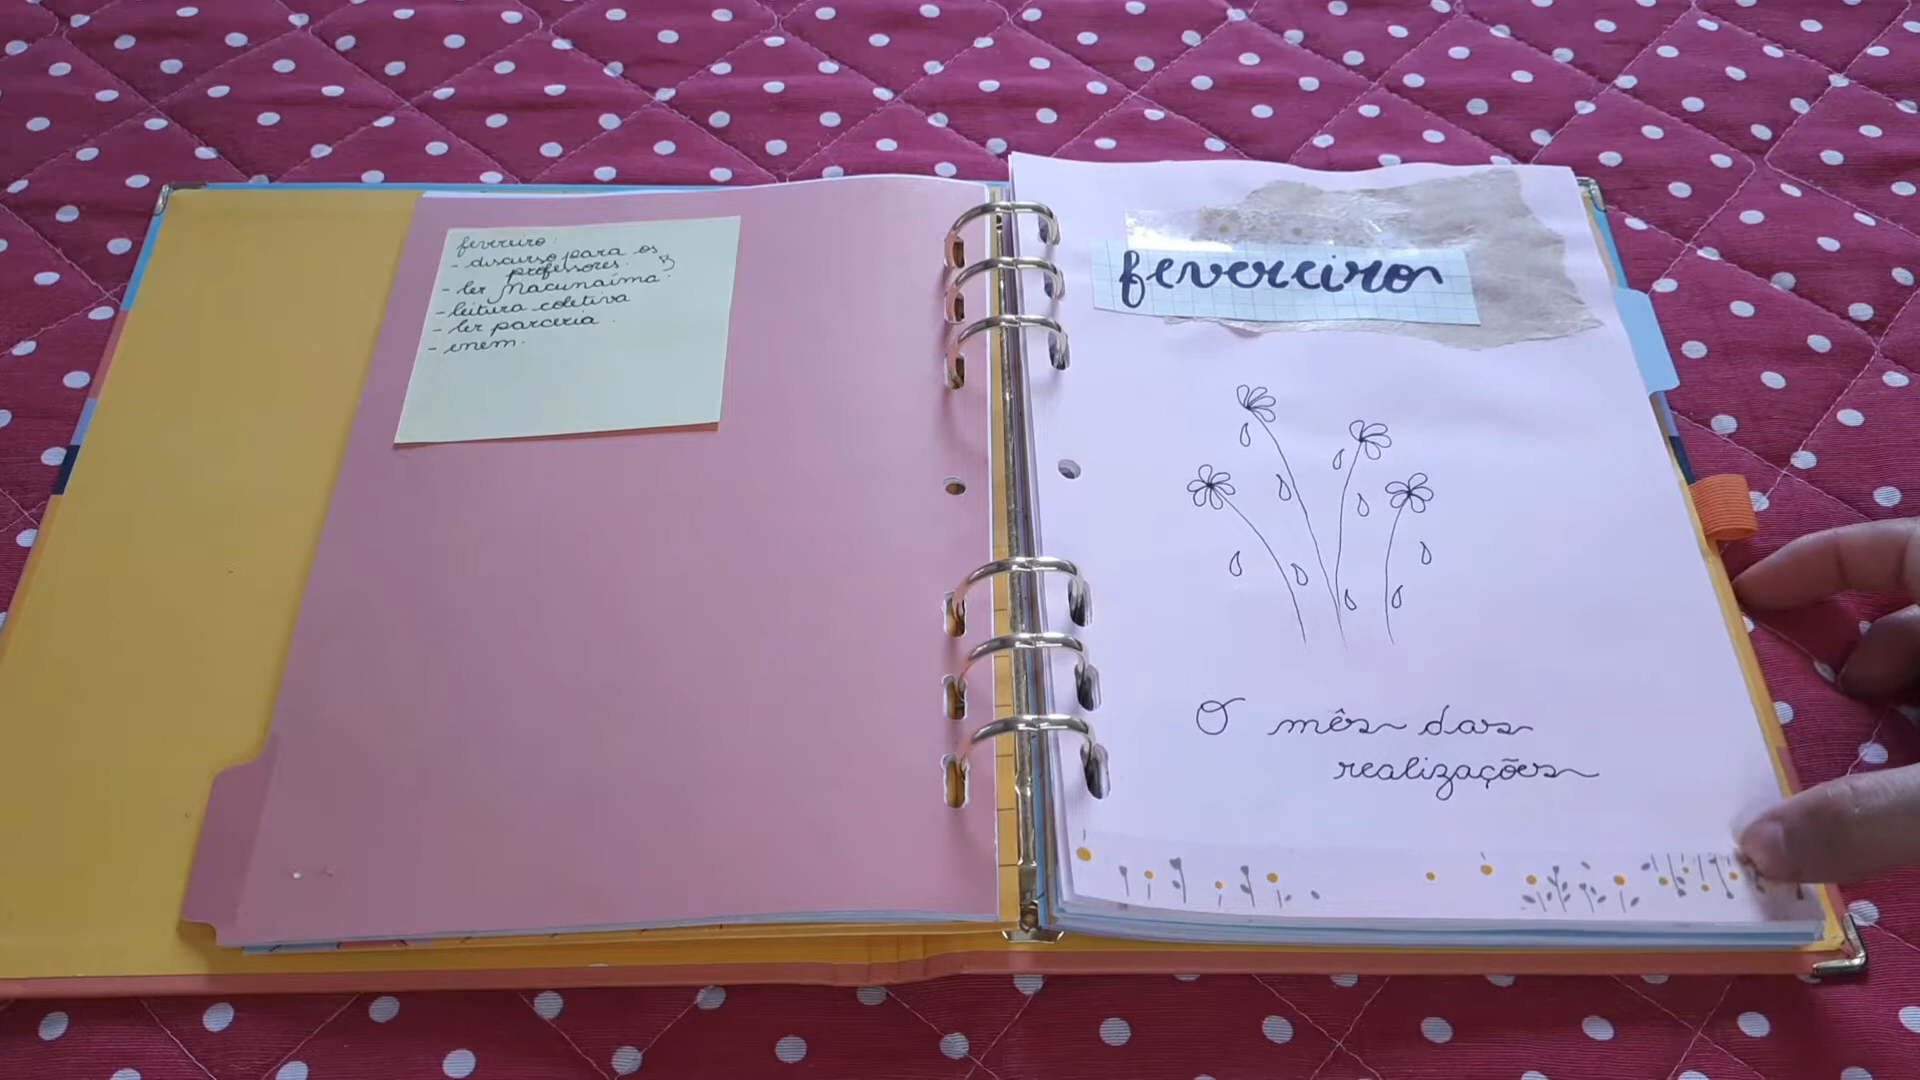 fevereiro:
- discurso para os
professores.
- ler Macunaíma.
- leitura coletiva
- ler parceria.
- enem.
fevereiro
O mês das
realizações